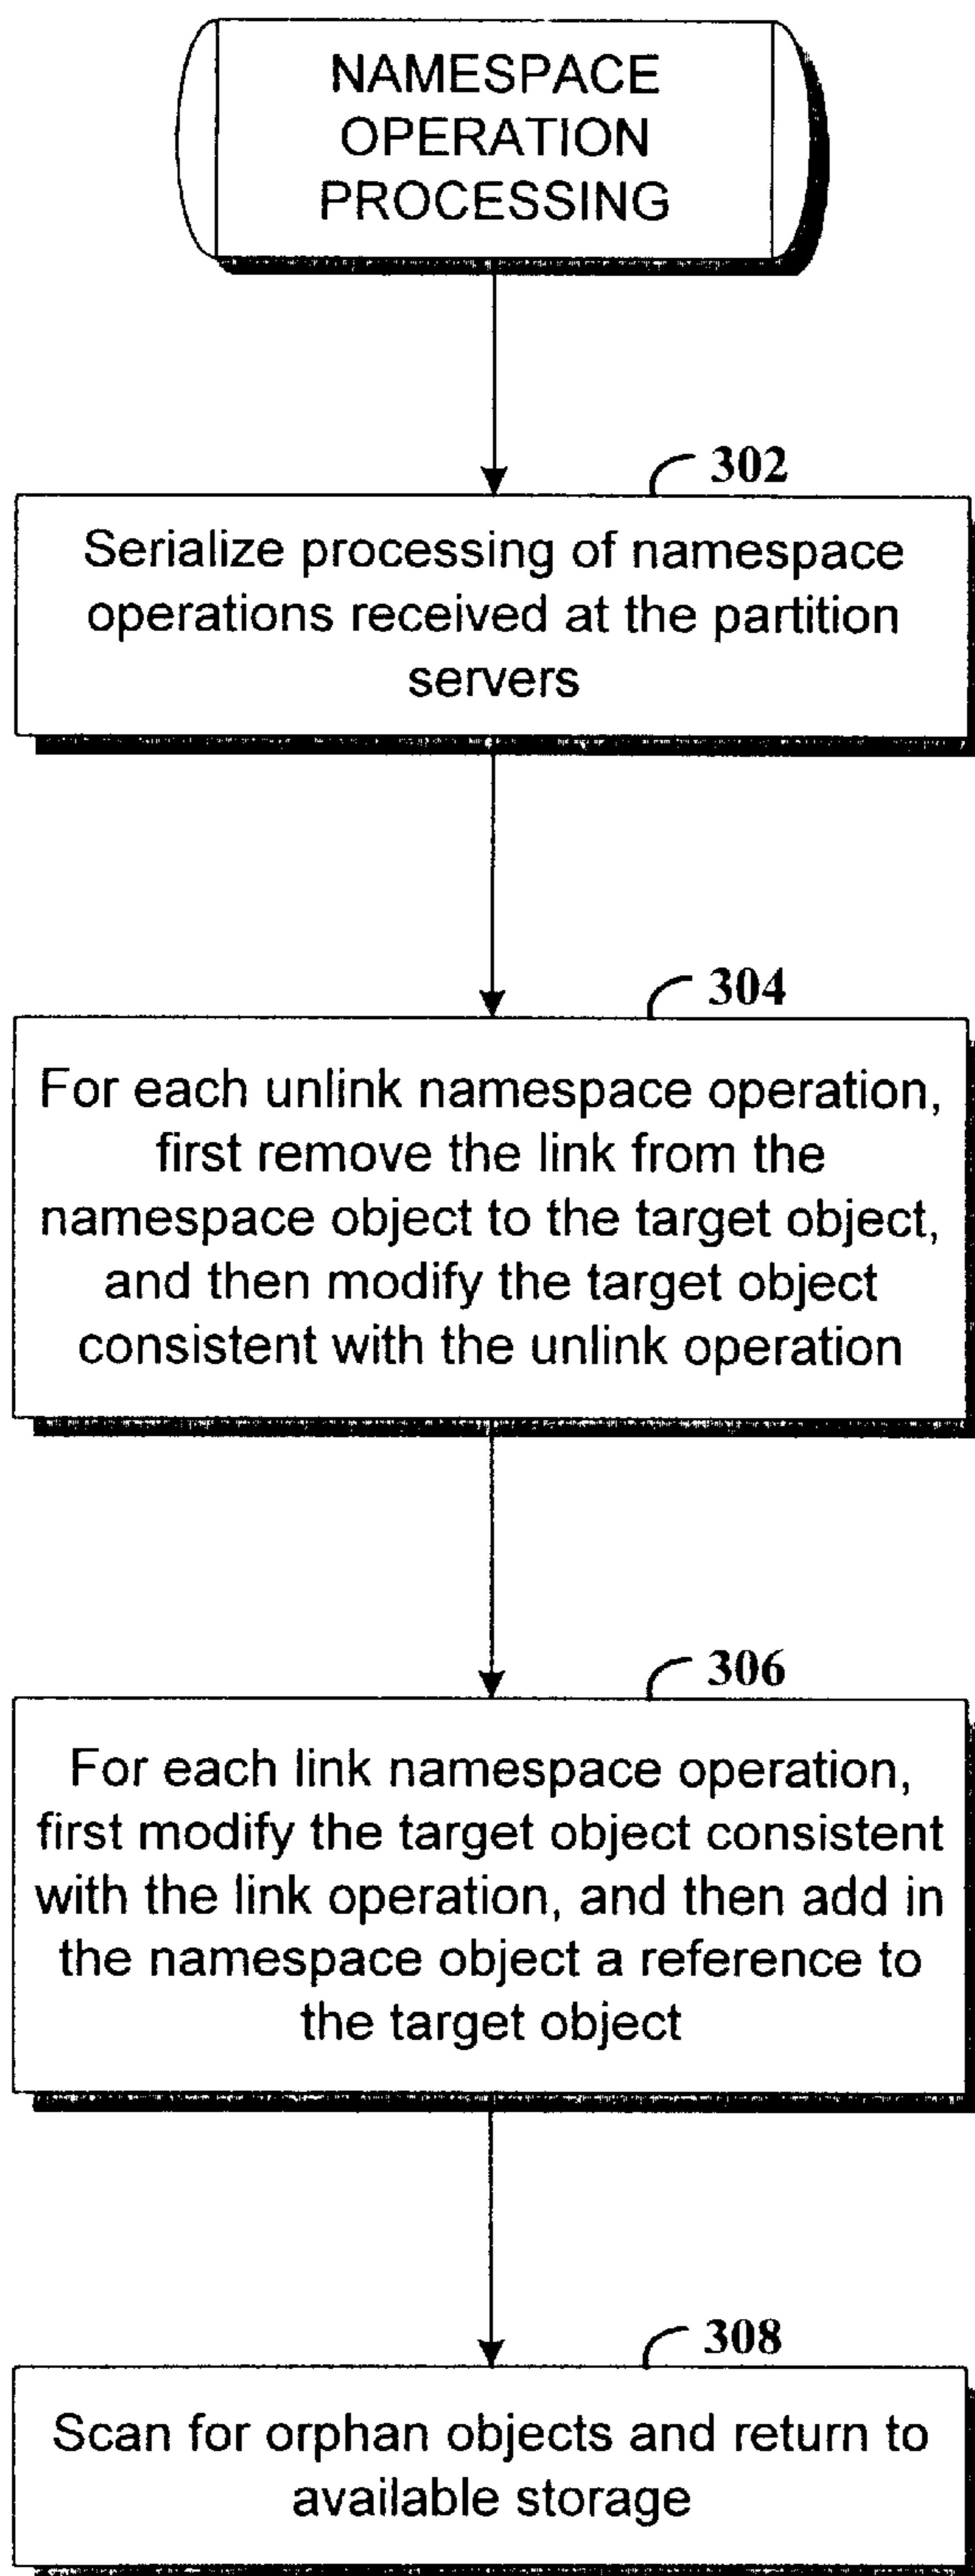 NAMESPACE
OPERATION
PROCESSING
302
Serialize processing of namespace
operations received at the partition
servers
304
For each unlink namespace operation,
first remove the link from the
namespace object to the target object,
and then modify the target object
consistent with the unlink operation
306
For each link namespace operation,
first modify the target object consistent
with the link operation, and then add in
the namespace object a reference to
the target object
308
Scan for orphan objects and return to
available storage